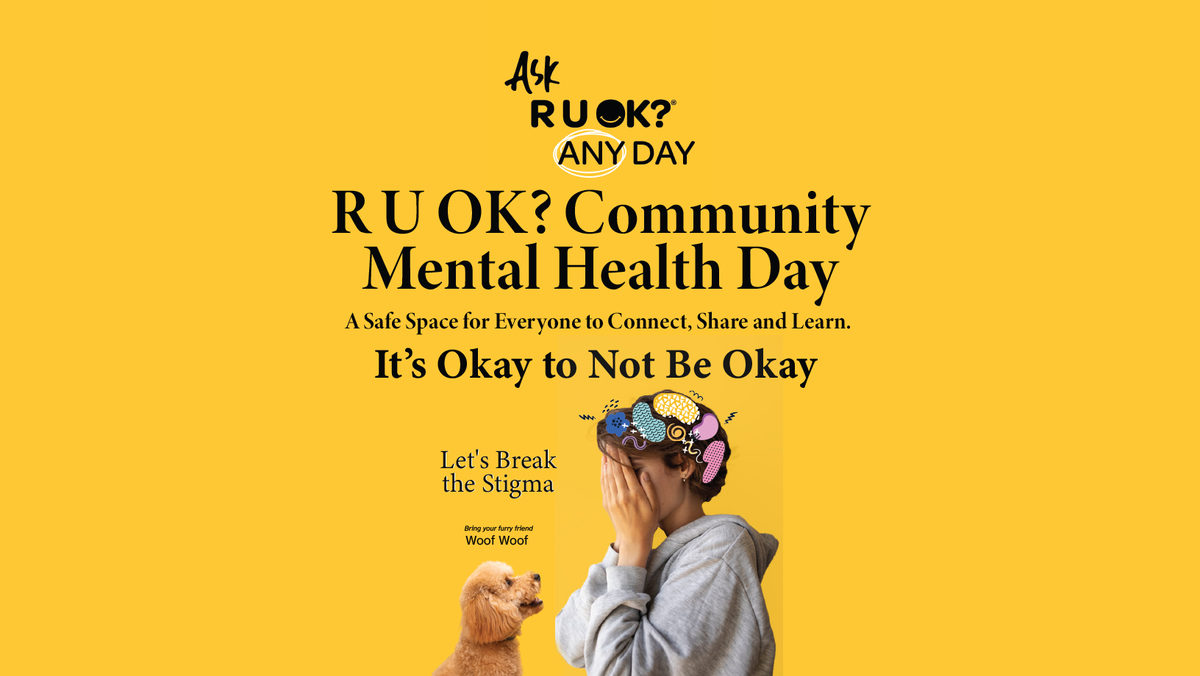 Ask
R U OK?®
ANY DAY
R U OK? Community
Mental Health Day
A Safe Space for Everyone to Connect, Share and Learn.
It’s Okay to Not Be Okay
Let's Break
the Stigma
Bring your furry friend
Woof Woof